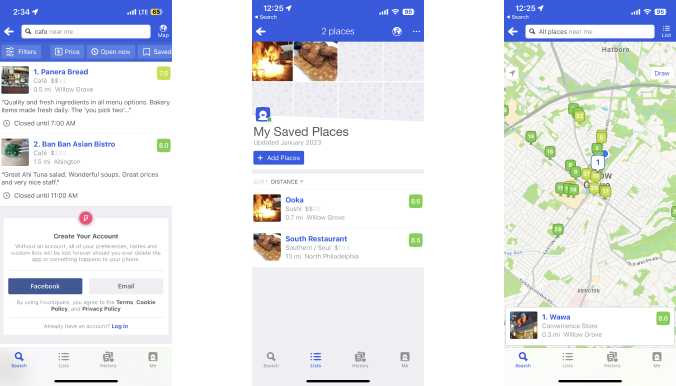 2:34
LTE 65
cafe near me
Map
Filters
Price
Open now
Saved
1. Panera Bread
7.5
Café $$$$
0.5 mi Willow Grove
"Quality and fresh ingredients in all menu options. Bakery
items made fresh daily. The "you pick two"..."
Closed until 7:00 AM
2. Ban Ban Asian Bistro
8.0
Café $$$$
1.5 mi Abington
"Great Ahi Tuna salad. Wonderful soups. Great prices
and very nice staff."
Closed until 11:00 AM
Create Your Account
Without an account, all of your preferences, tastes and
custom lists will be lost forever should you ever delete the
app or something happens to your phone.
Facebook
Email
By using Foursquare, you agree to the Terms, Cookie
Policy, and Privacy Policy
Already have an account? Log in
Search
Lists
History
Me
12:25
95
Search
2 places
My Saved Places
Updated January 2023
+ Add Places
SORT: DISTANCE
Ooka
8.6
Sushi $$$$
0.7 mi Willow Grove
South Restaurant
8.5
Southern / Soul $$$$
13 mi North Philadelphia
Search
Lists
History
Me
12:25
95
Search
All places near me
List
Hatboro
Draw
14
16
1
28
ABINGTON
1. Wawa
8.6
Convenience Store
0.3 mi Willow Grove
Search
Lists
History
Me